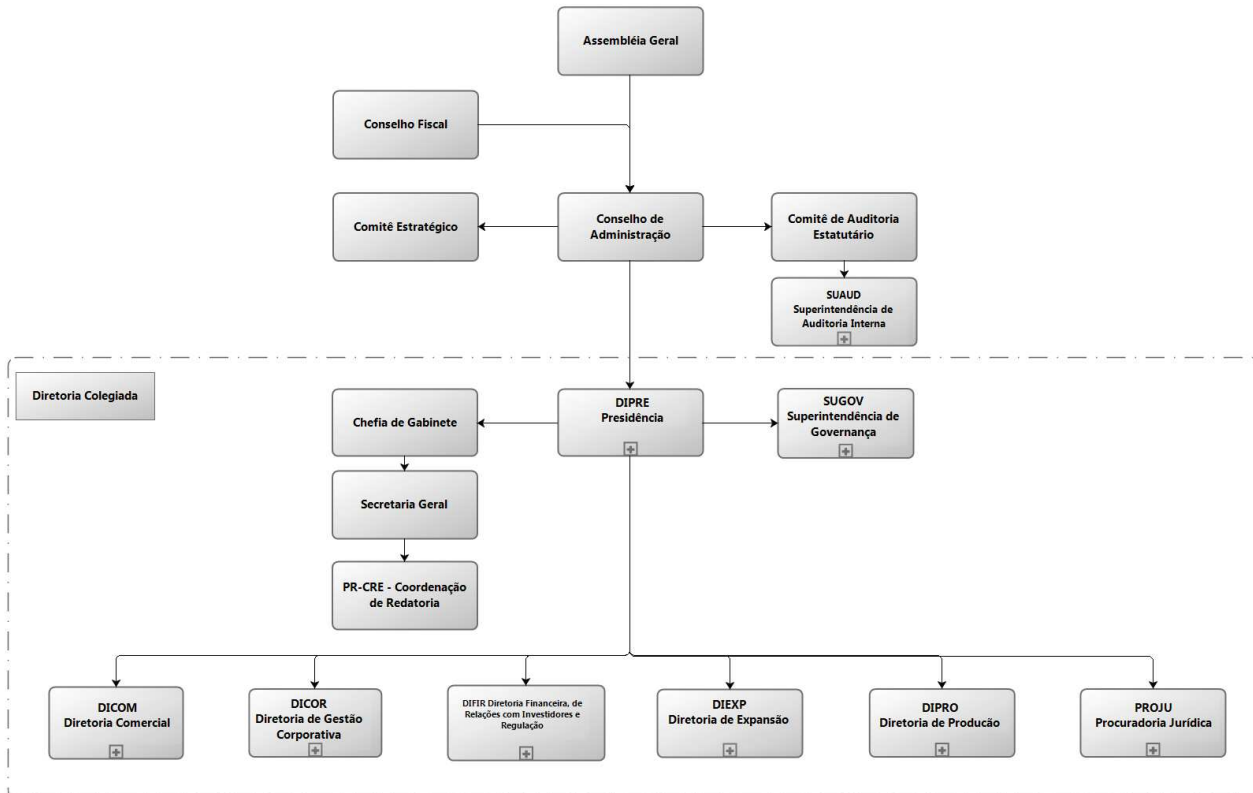 Assembléia Geral
Conselho Fiscal
Comitê Estratégico
Conselho de
Administração
Comitê de Auditoria
Estatutário
SUAUD
Superintendência de
Auditoria Interna
Diretoria Colegiada
Chefia de Gabinete
DIPRE
Presidência
SUGOV
Superintendência de
Governança
Secretaria Geral
PR-CRE - Coordenação
de Redatoria
DICOM
Diretoria Comercial
DICOR
Diretoria de Gestão
Corporativa
DIFIR Diretoria Financeira, de
Relações com Investidores e
Regulação
DIEXP
Diretoria de Expansão
DIPRO
Diretoria de Producão
PROJU
Procuradoria Jurídica